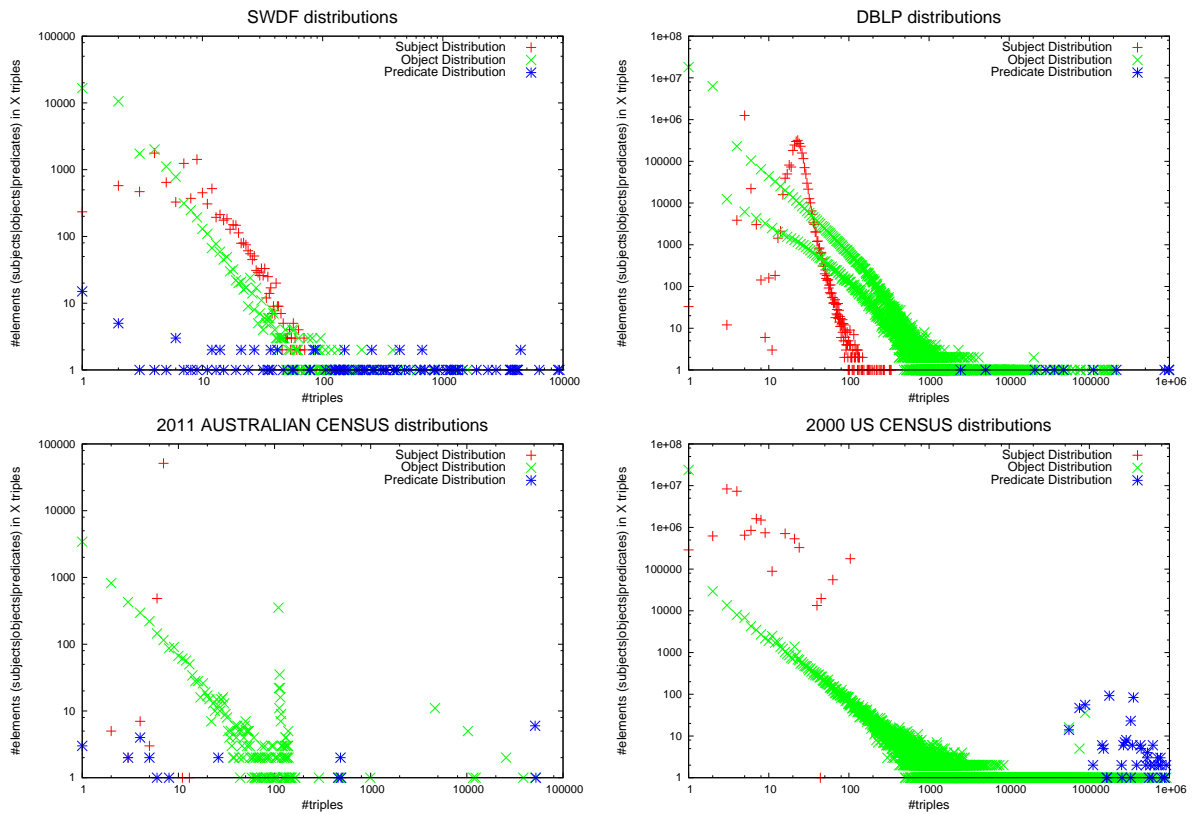 SWDF distributions
100000
10000
1000
100
10
1
1 10 100 1000 10000
#elements (subjects|objects|predicates) in X triples
#triples
Subject Distribution
Object Distribution
Predicate Distribution
DBLP distributions
1e+08
1e+07
1e+06
100000
10000
1000
100
10
1
1 10 100 1000 10000 100000 1e+06
#elements (subjects|objects|predicates) in X triples
#triples
Subject Distribution
Object Distribution
Predicate Distribution
2011 AUSTRALIAN CENSUS distributions
100000
10000
1000
100
10
1
1 10 100 1000 10000 100000
#elements (subjects|objects|predicates) in X triples
#triples
Subject Distribution
Object Distribution
Predicate Distribution
2000 US CENSUS distributions
1e+08
1e+07
1e+06
100000
10000
1000
100
10
1
1 10 100 1000 10000 100000 1e+06
#elements (subjects|objects|predicates) in X triples
#triples
Subject Distribution
Object Distribution
Predicate Distribution